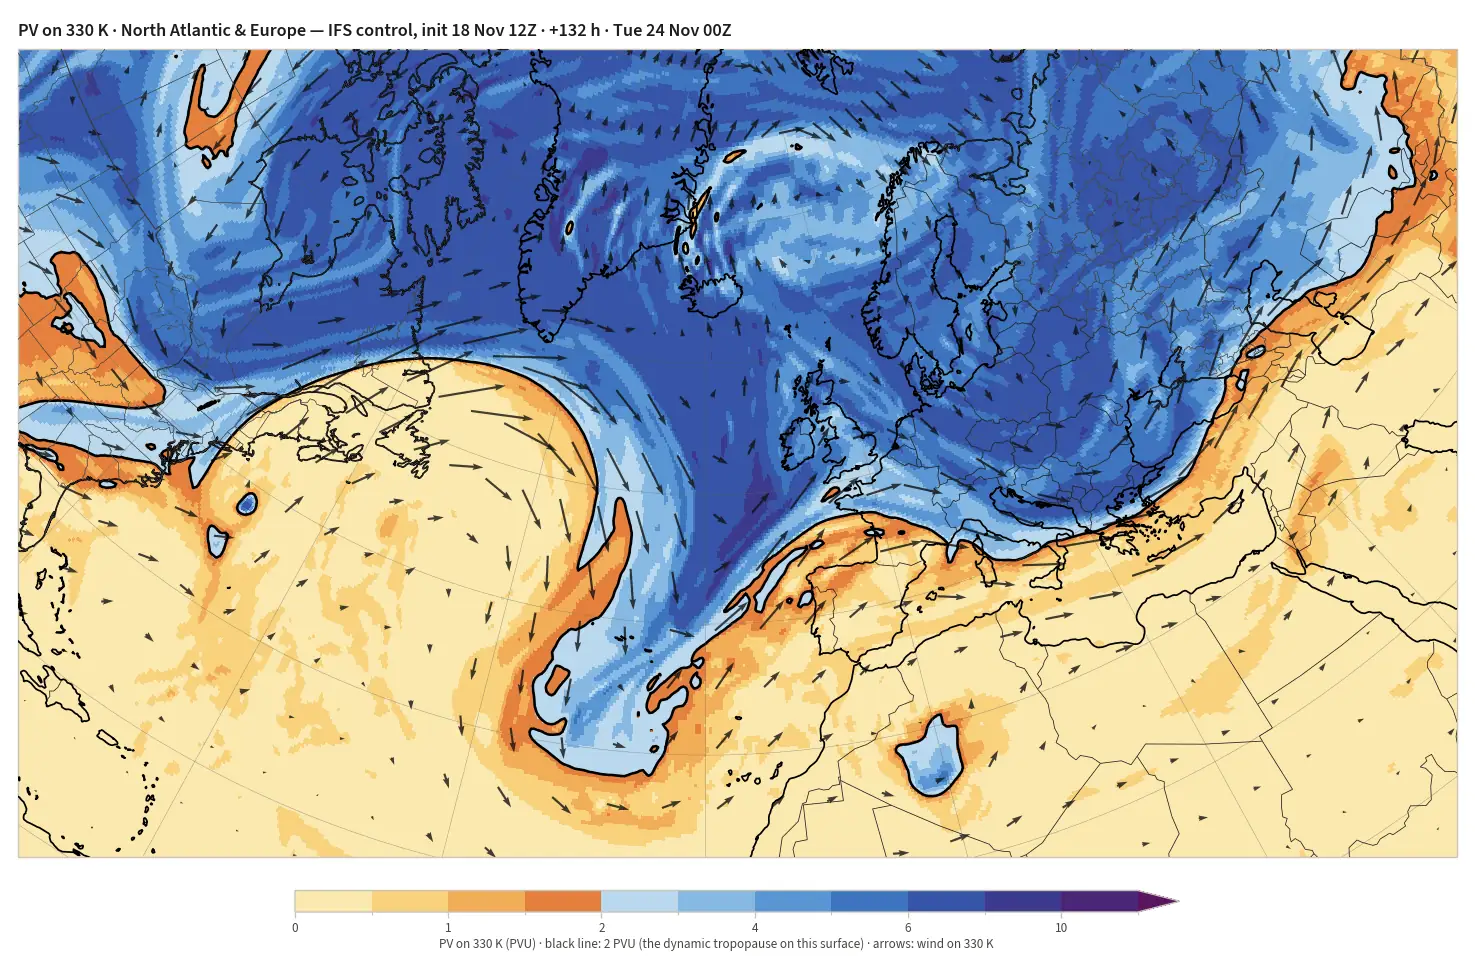 PV on 330 K · North Atlantic & Europe — IFS control, init 18 Nov 12Z · +132 h · Tue 24 Nov 00Z
0 1 2 4 6 10
PV on 330 K (PVU) · black line: 2 PVU (the dynamic tropopause on this surface) · arrows: wind on 330 K